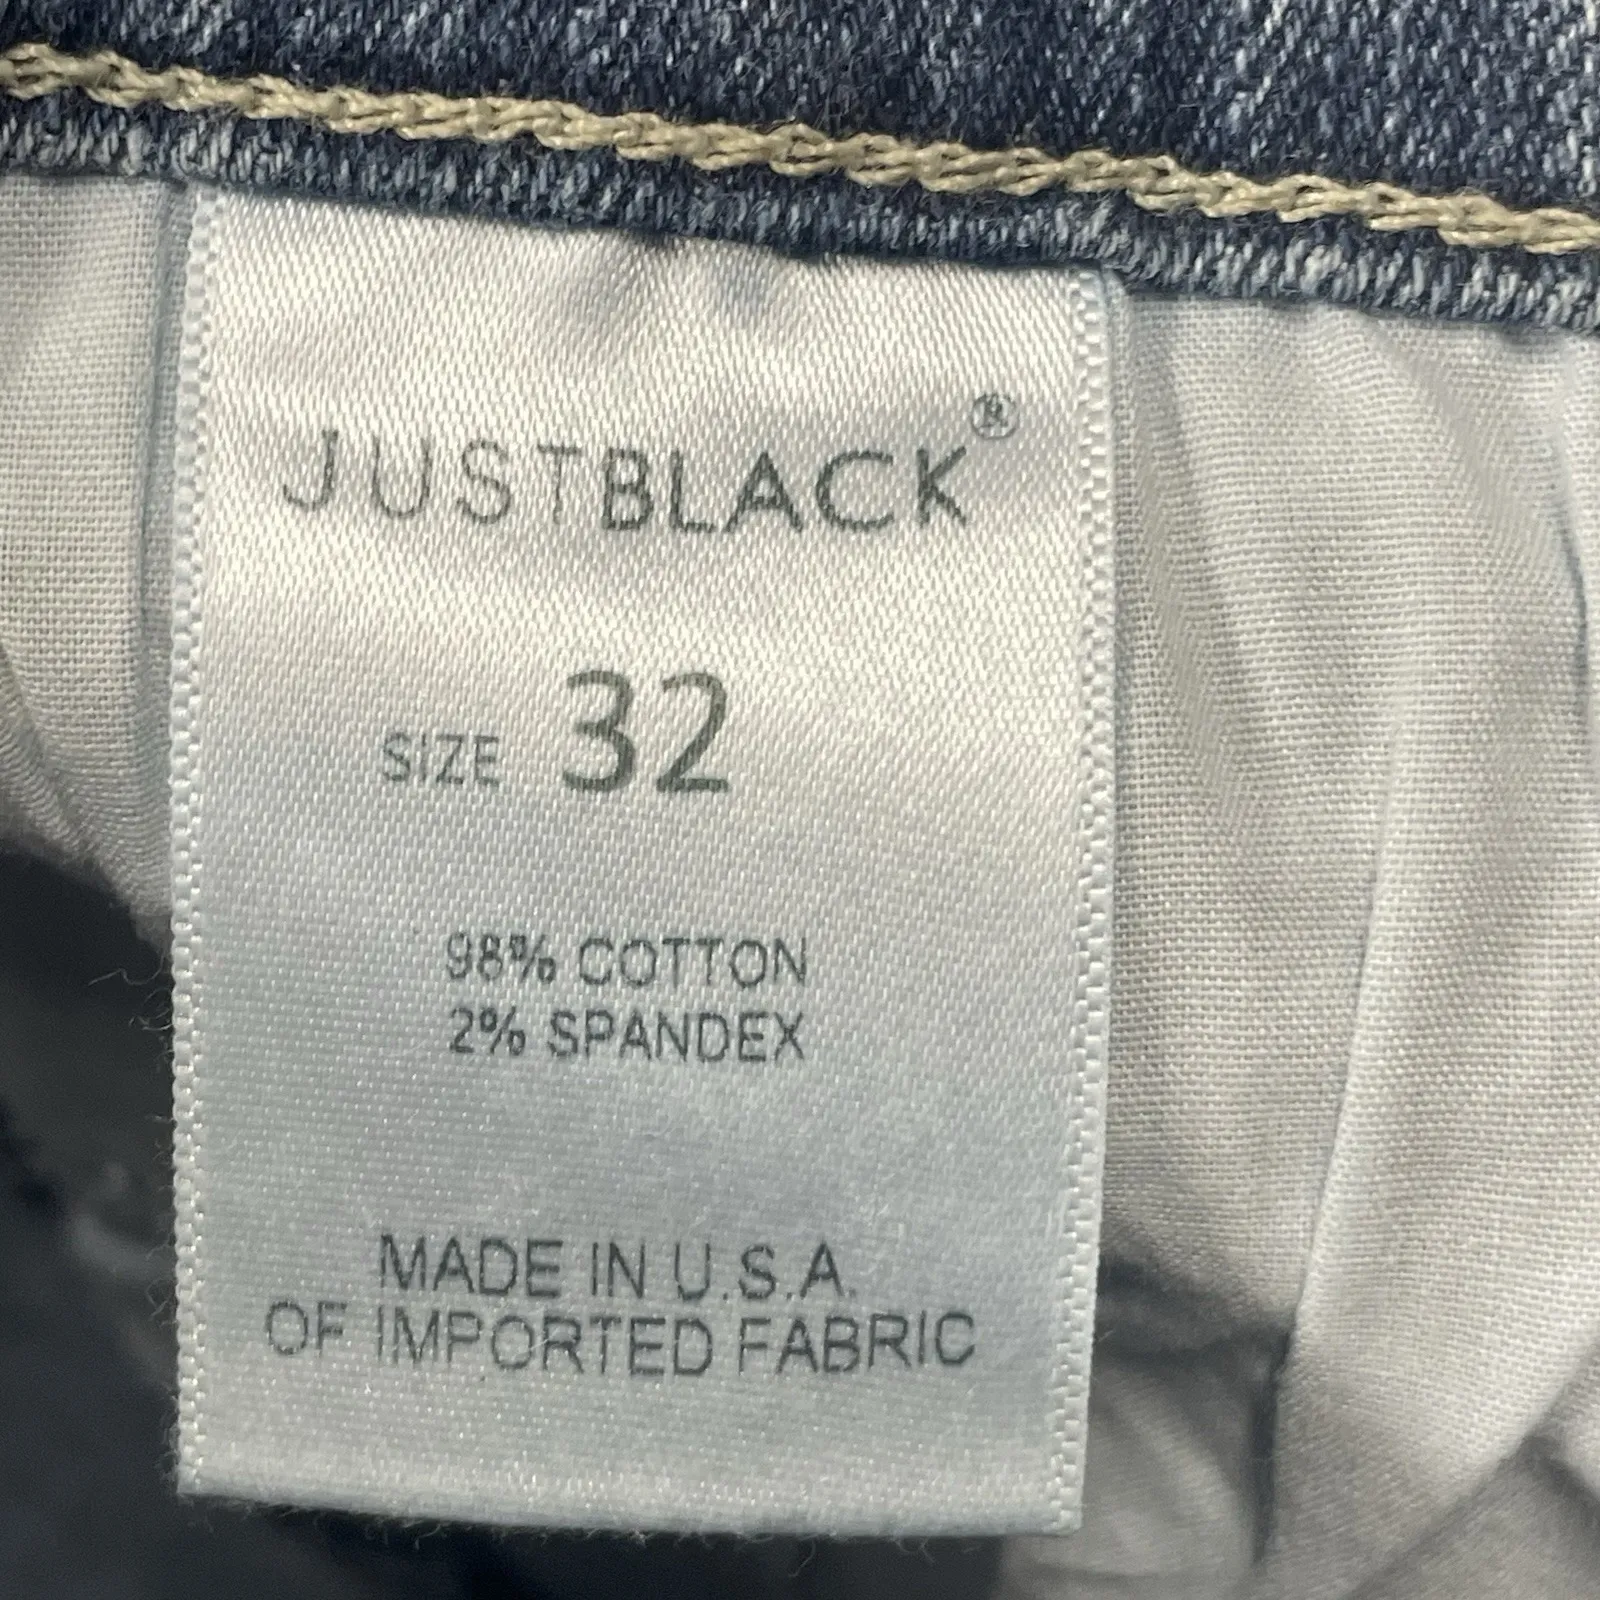 JUSTBLACK®
SIZE 32
98% COTTON
2% SPANDEX
MADE IN U.S.A.
OF IMPORTED FABRIC